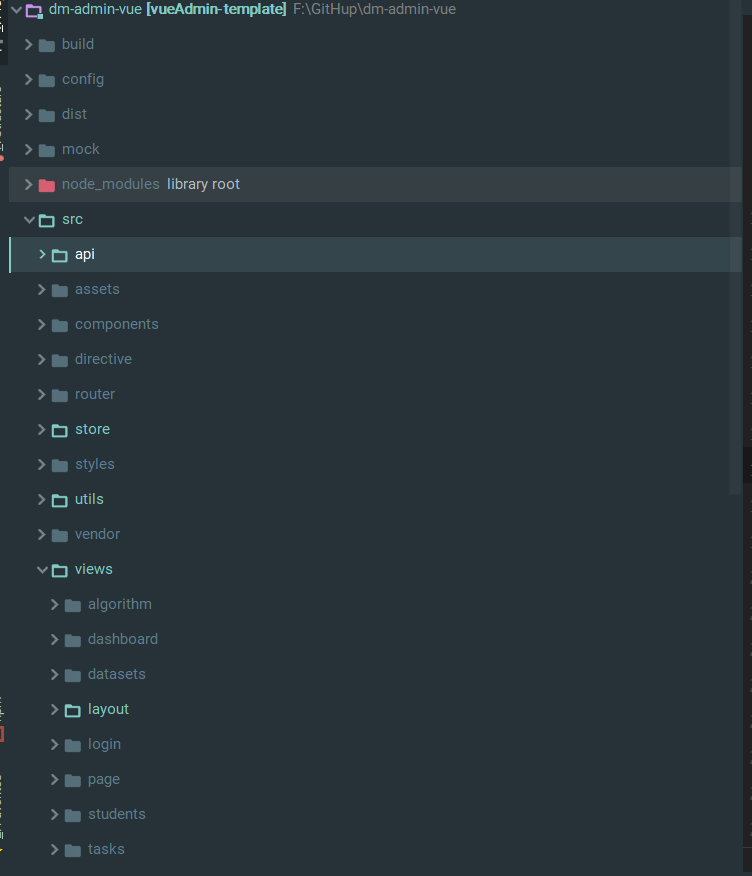 dm-admin-vue [vueAdmin-template] F:\GitHup\dm-admin-vue
build
config
dist
mock
node_modules library root
src
api
assets
components
directive
router
store
styles
utils
vendor
views
algorithm
dashboard
datasets
layout
login
page
students
tasks